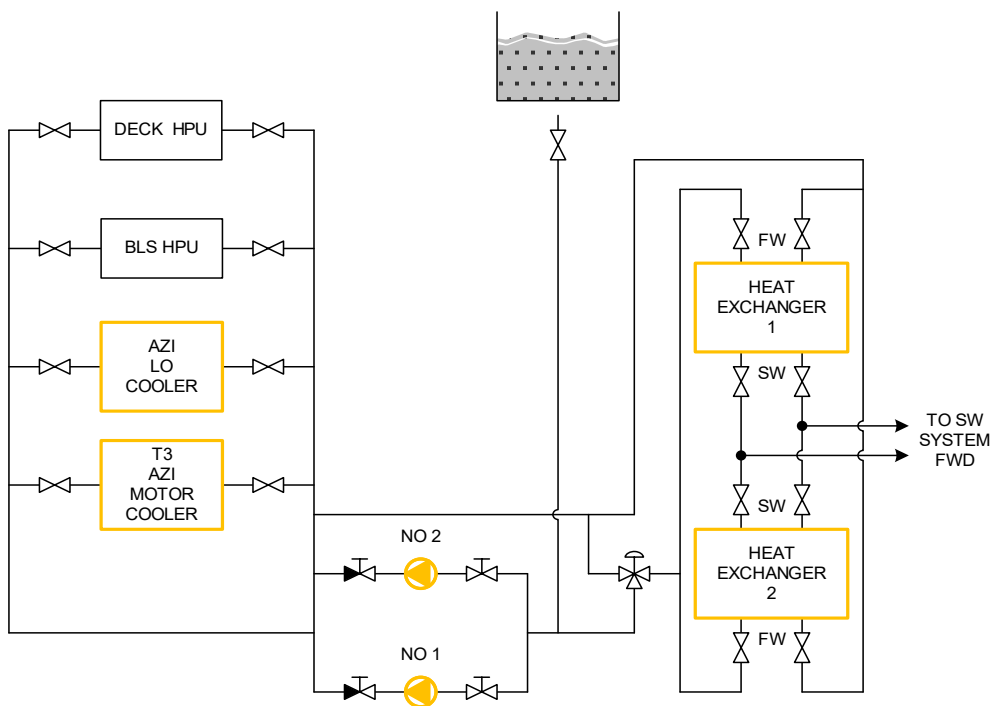 DECK HPU
BLS HPU
AZI
LO
COOLER
T3
AZI
MOTOR
COOLER
NO 2
NO 1
FW
HEAT
EXCHANGER
1
SW
TO SW
SYSTEM
FWD
SW
HEAT
EXCHANGER
2
FW